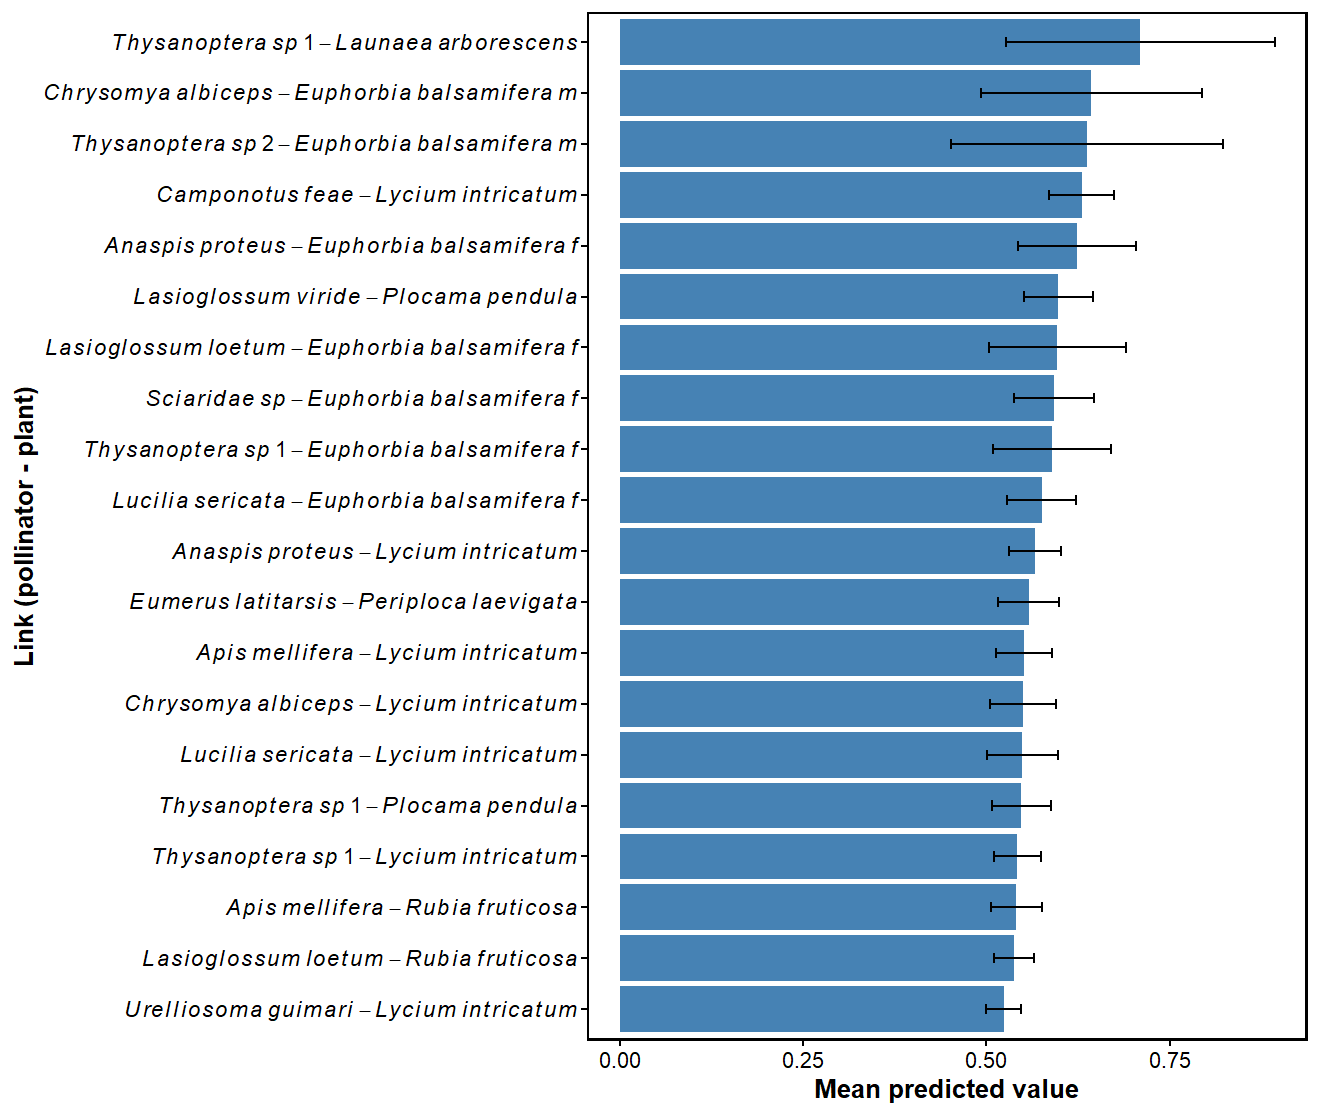 Thysanoptera sp 1 – Launaea arborescens
Chrysomya albiceps – Euphorbia balsamifera m
Thysanoptera sp 2 – Euphorbia balsamifera m
Camponotus feae – Lycium intricatum
Anaspis proteus – Euphorbia balsamifera f
Lasioglossum viride – Plocama pendula
Lasioglossum loetum – Euphorbia balsamifera f
Sciaridae sp – Euphorbia balsamifera f
Thysanoptera sp 1 – Euphorbia balsamifera f
Lucilia sericata – Euphorbia balsamifera f
Anaspis proteus – Lycium intricatum
Eumerus latitarsis – Periploca laevigata
Apis mellifera – Lycium intricatum
Chrysomya albiceps – Lycium intricatum
Lucilia sericata – Lycium intricatum
Thysanoptera sp 1 – Plocama pendula
Thysanoptera sp 1 – Lycium intricatum
Apis mellifera – Rubia fruticosa
Lasioglossum loetum – Rubia fruticosa
Urelliosoma guimari – Lycium intricatum
Link (pollinator - plant)
0.00 0.25 0.50 0.75
Mean predicted value